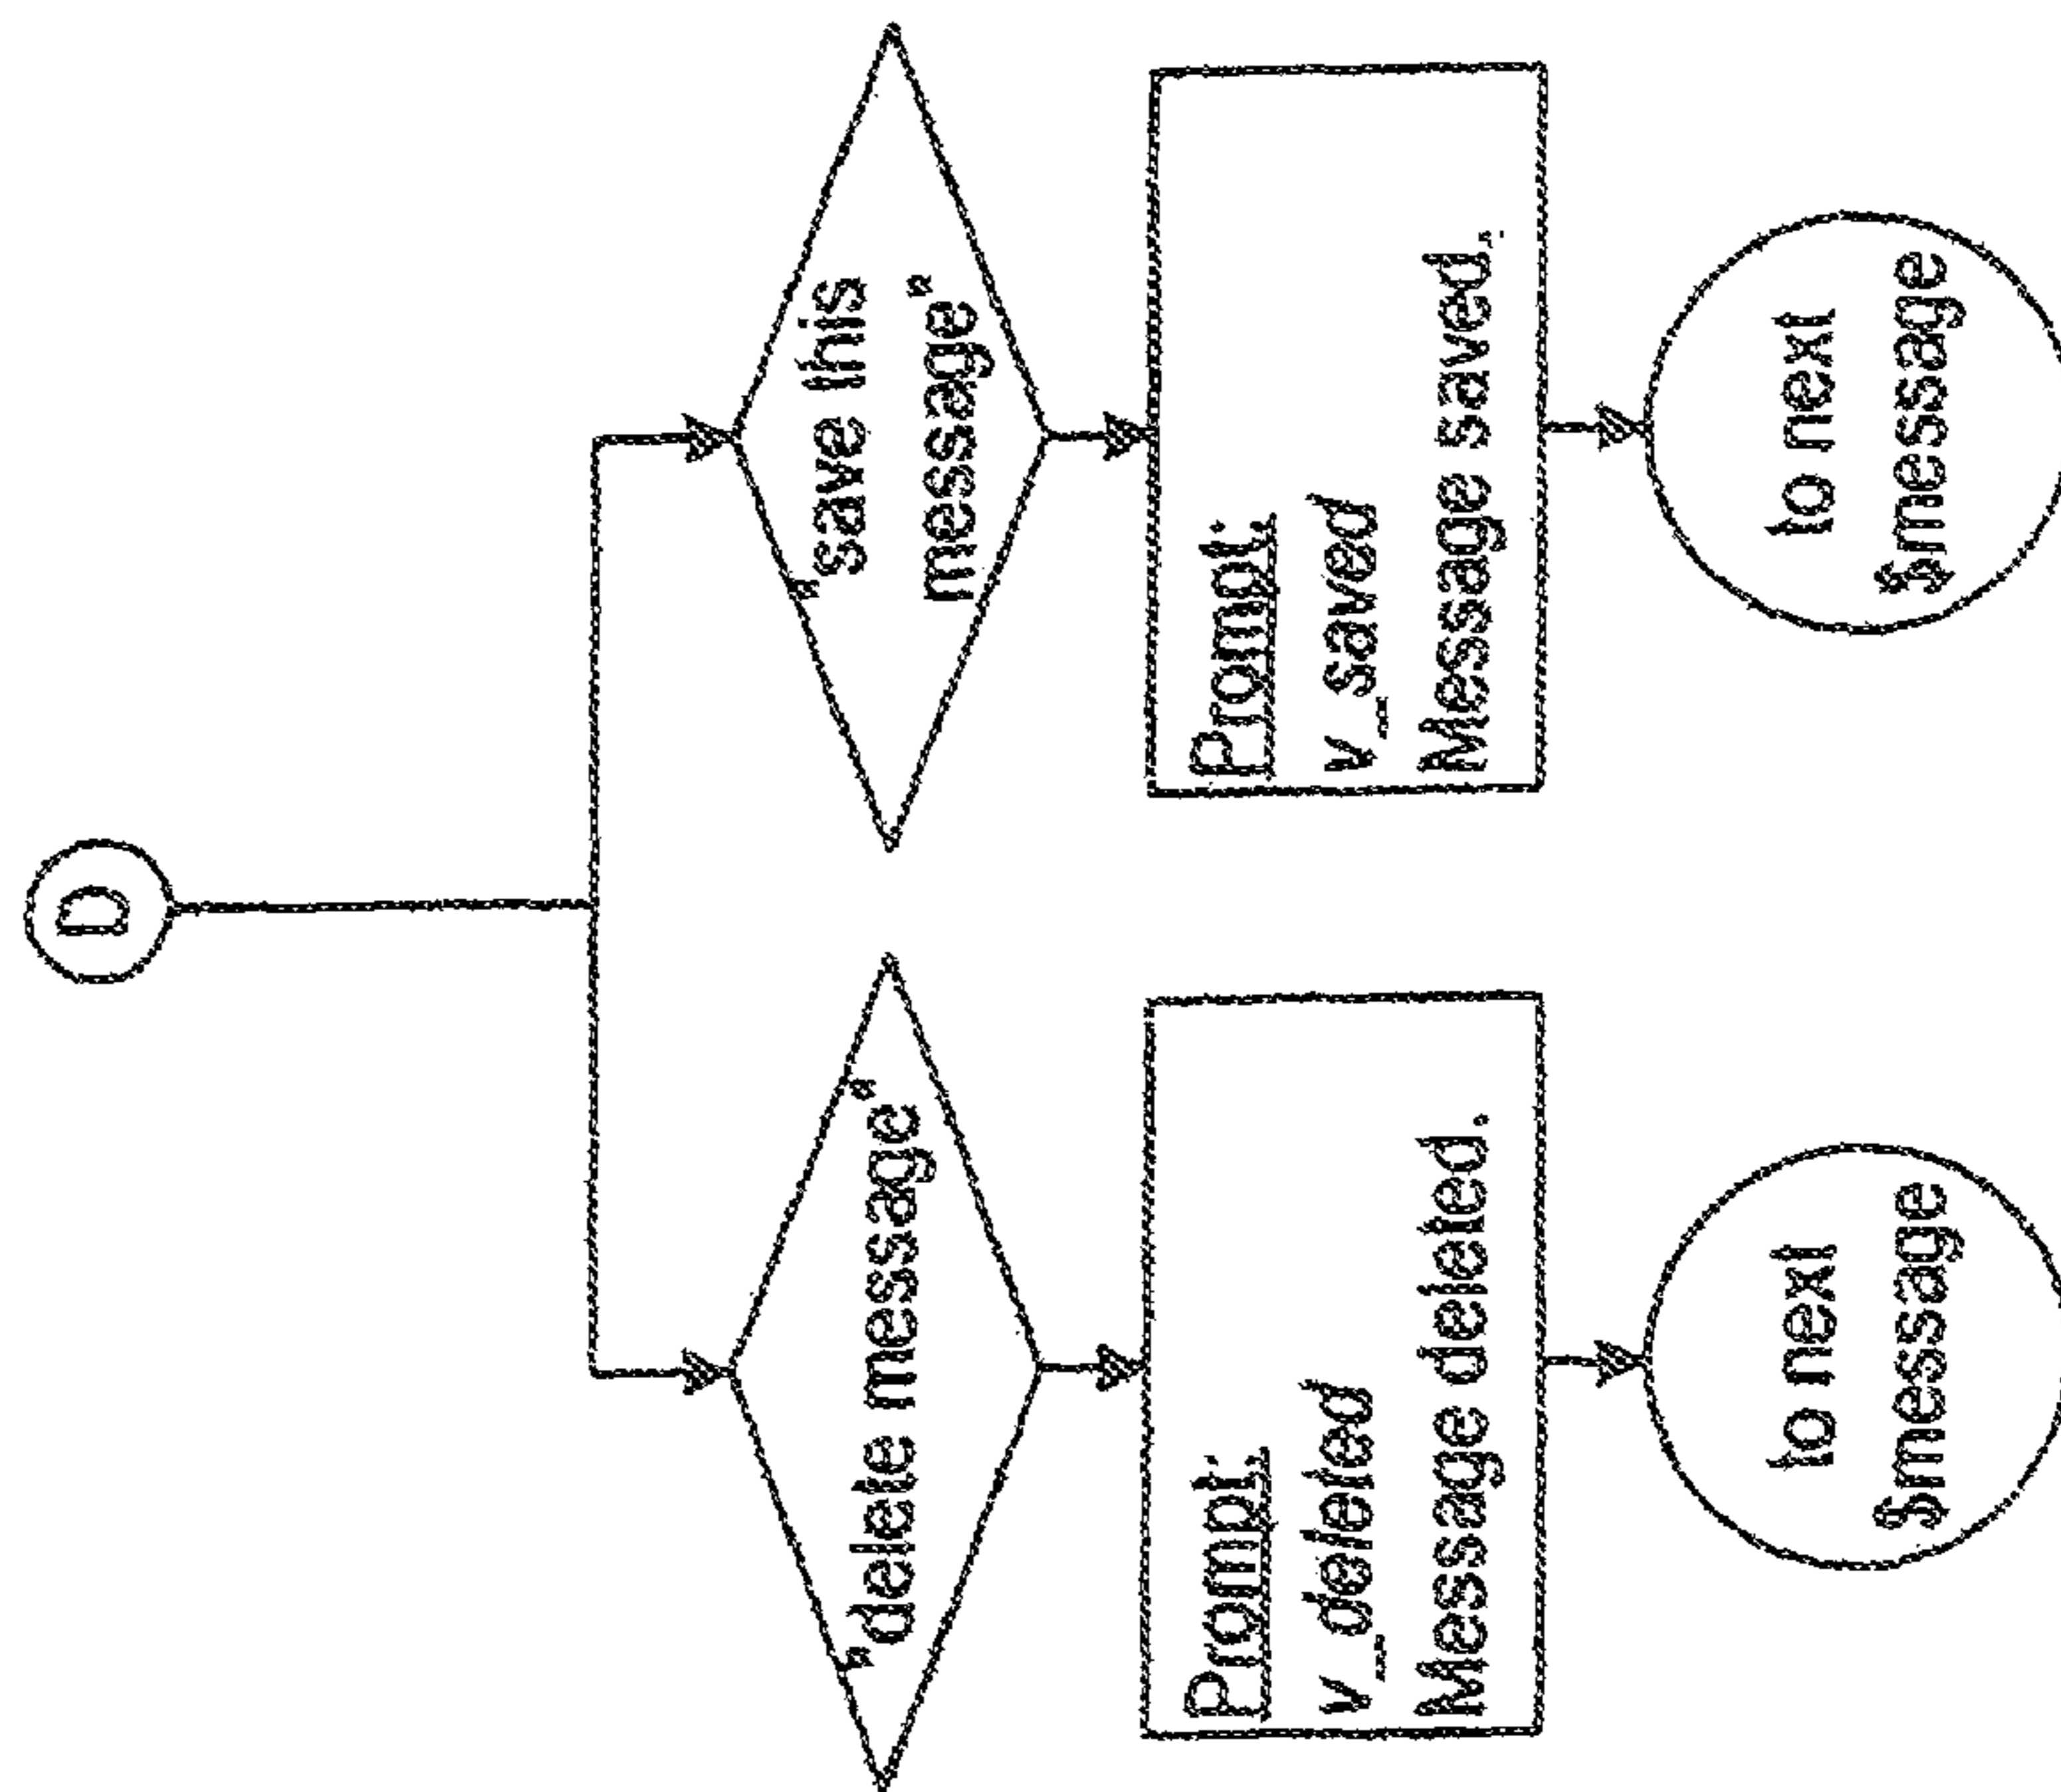 D
"delete message"
Prompt:
v_deleted
Message deleted.
to next
$message
"save this
message"
Prompt:
v_saved
Message saved.
to next
$message